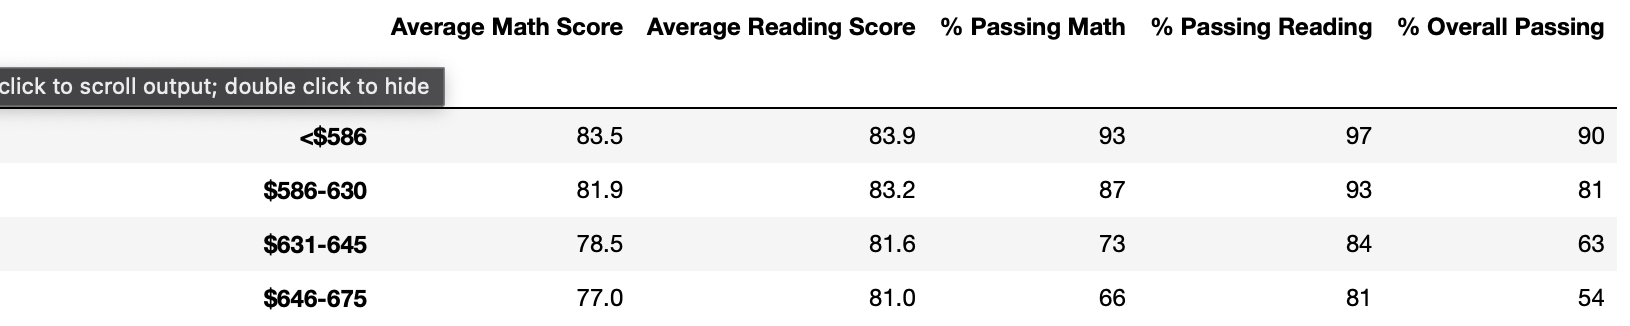 Average Math Score Average Reading Score % Passing Math % Passing Reading % Overall Passing
click to scroll output; double click to hide
<$586 83.5 83.9 93 97 90
$586-630 81.9 83.2 87 93 81
$631-645 78.5 81.6 73 84 63
$646-675 77.0 81.0 66 81 54